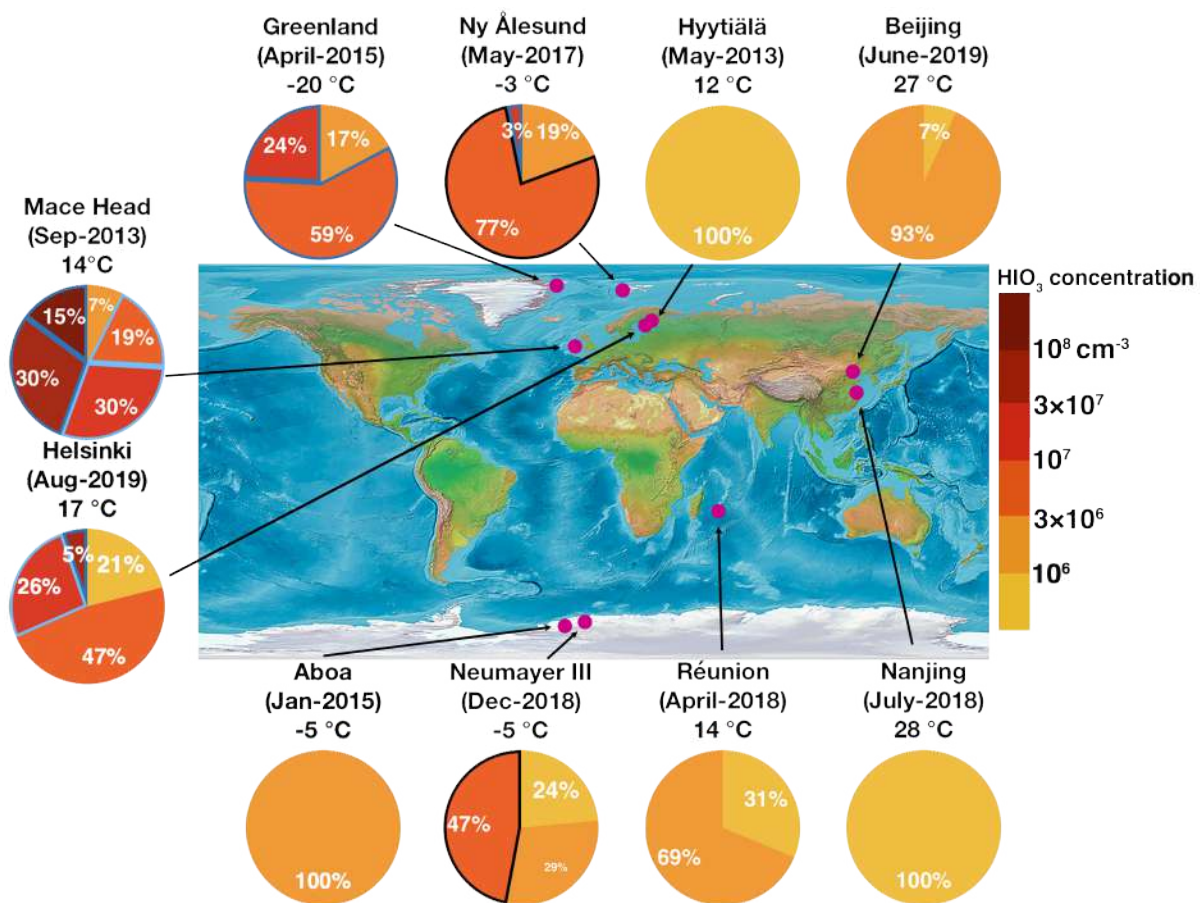 Greenland
(April-2015)
-20 °C
24%
17%
59%
Ny Ålesund
(May-2017)
-3 °C
3%
19%
77%
Hyytiälä
(May-2013)
12 °C
100%
Beijing
(June-2019)
27 °C
7%
93%
Mace Head
(Sep-2013)
14°C
15%
7%
19%
30%
30%
Helsinki
(Aug-2019)
17 °C
5%
21%
26%
47%
HIO₃ concentration
10⁸ cm⁻³
3×10⁷
10⁷
3×10⁶
10⁶
Aboa
(Jan-2015)
-5 °C
100%
Neumayer III
(Dec-2018)
-5 °C
24%
47%
29%
Réunion
(April-2018)
14 °C
31%
69%
Nanjing
(July-2018)
28 °C
100%